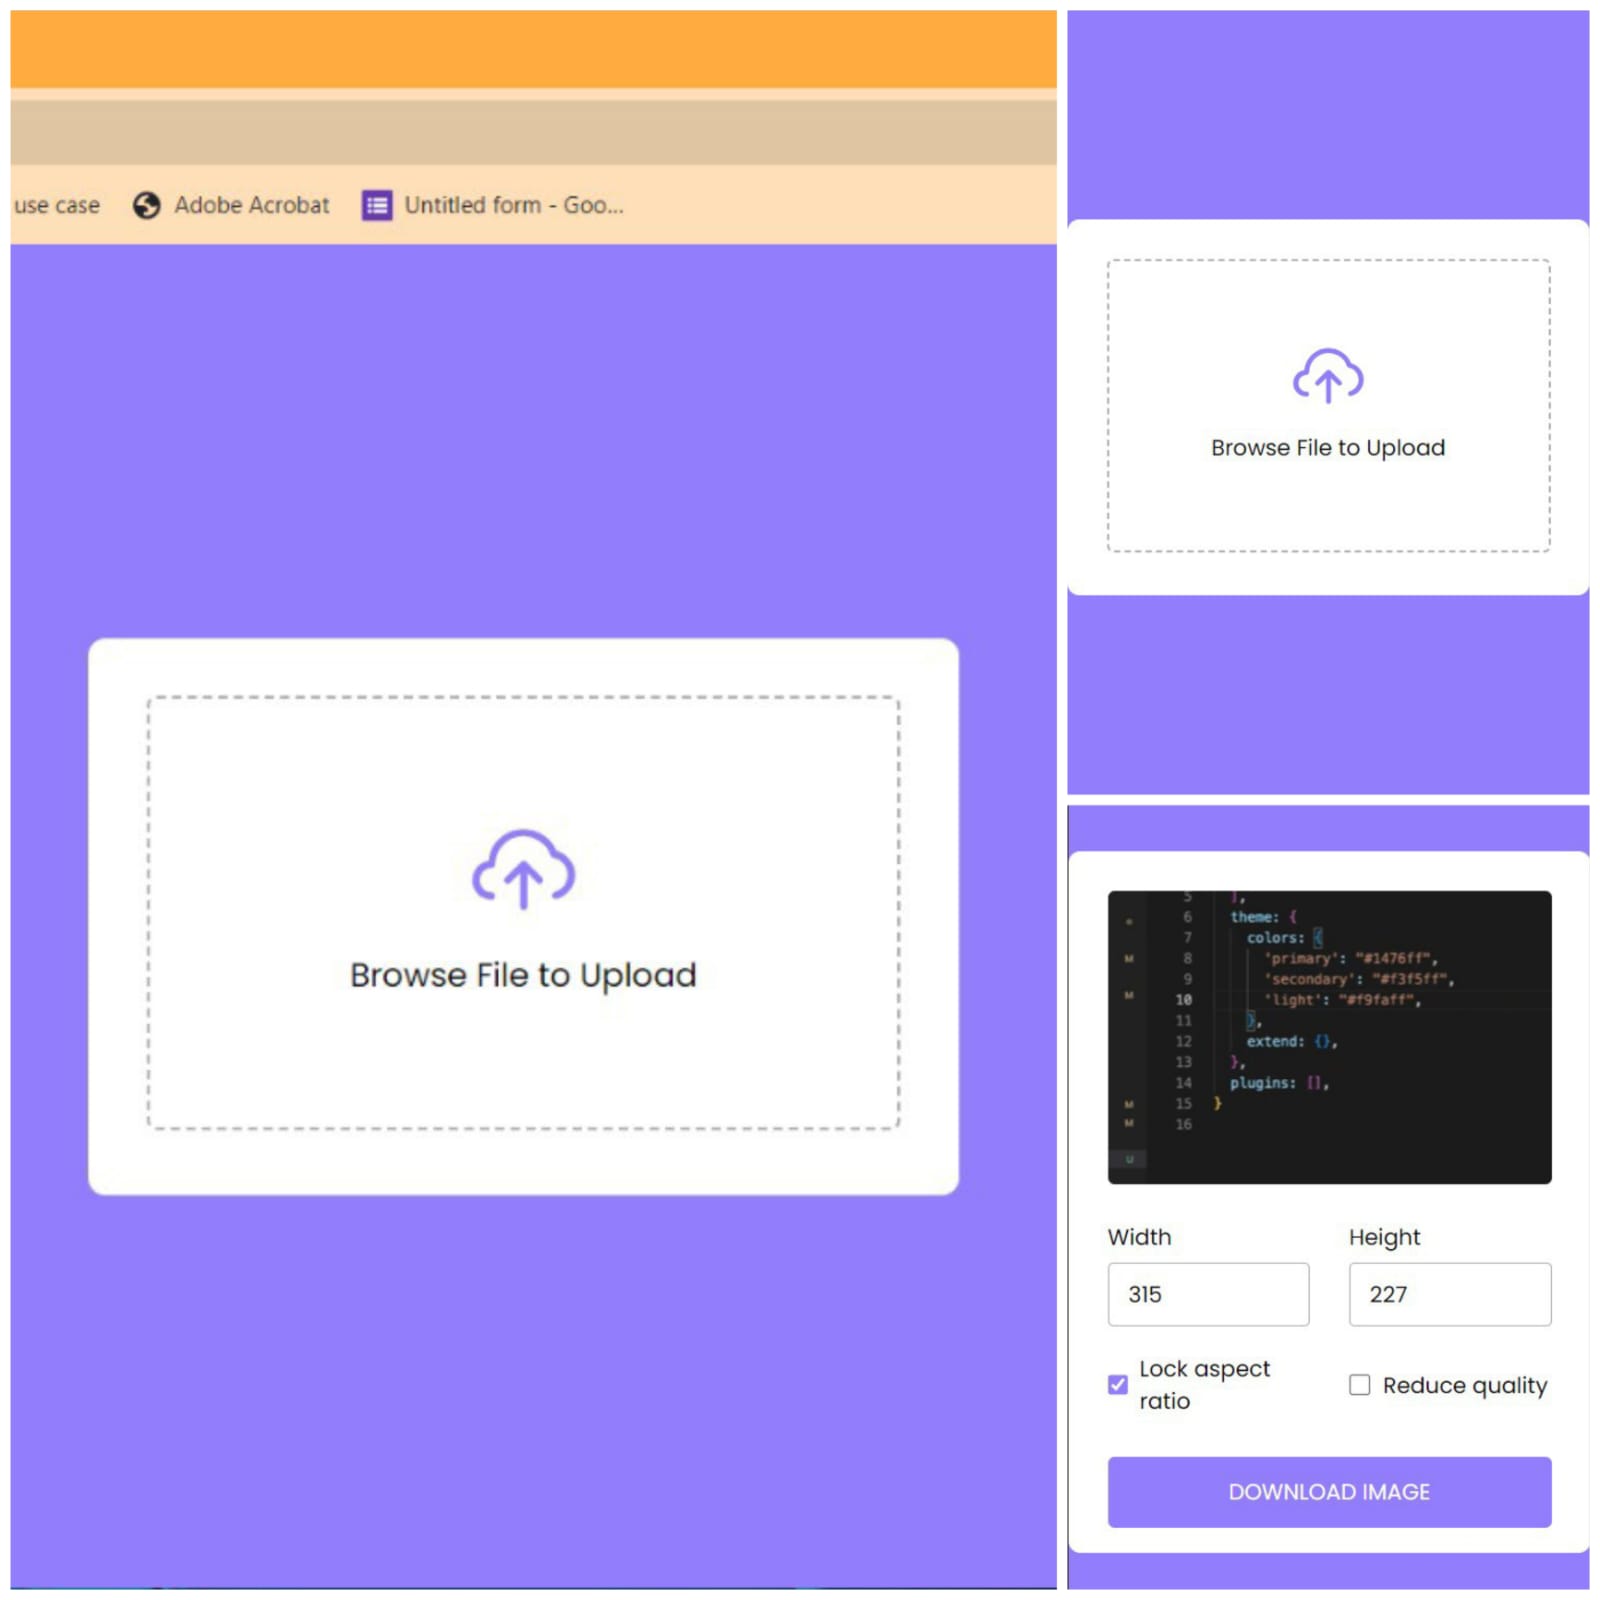 use case Adobe Acrobat Untitled form - Goo...
Browse File to Upload
Browse File to Upload
5 ],
6 theme: {
7 colors: {
8 'primary': "#1476ff",
9 'secondary': "#f3f5ff",
10 'light': "#f9faff",
11 },
12 extend: {},
13 },
14 plugins: [],
15 }
16
M
M
M
M
U
Width Height
315 227
Lock aspect
ratio
Reduce quality
DOWNLOAD IMAGE